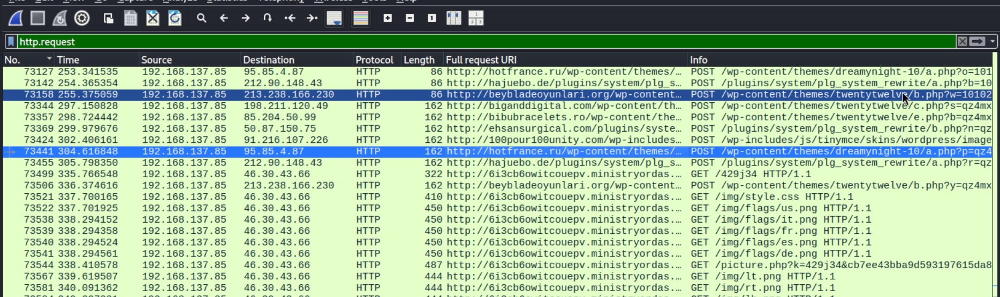 http.request
No. Time Source Destination Protocol Length Full request URI Info
73127 253.341535 192.168.137.85 95.85.4.87 HTTP 86 http://hotfrance.ru/wp-content/themes/… POST /wp-content/themes/dreamynight-10/a.php?o=101
73142 254.365354 192.168.137.85 212.90.148.43 HTTP 86 http://hajuebo.de/plugins/system/plg_s… POST /plugins/system/plg_system_rewrite/a.php?b=10
73158 255.375059 192.168.137.85 213.238.166.230 HTTP 86 http://beybladeoyunlari.org/wp-content… POST /wp-content/themes/twentytwelve/b.php?w=10102
73344 297.150828 192.168.137.85 198.211.120.49 HTTP 162 http://biganddigital.com/wp-content/th… POST /wp-content/themes/twentytwelve/c.php?s=qz4mx
73357 298.724442 192.168.137.85 85.204.50.99 HTTP 162 http://bibubracelets.ro/wp-content/the… POST /wp-content/themes/twentytwelve/e.php?b=qz4mx
73369 299.979676 192.168.137.85 50.87.150.75 HTTP 162 http://ehsansurgical.com/plugins/syste… POST /plugins/system/plg_system_rewrite/b.php?n=qz
73424 302.406161 192.168.137.85 91.216.107.226 HTTP 162 http://100pour100unity.com/wp-includes… POST /wp-includes/js/tinymce/skins/wordpress/image
73441 304.616848 192.168.137.85 95.85.4.87 HTTP 162 http://hotfrance.ru/wp-content/themes/… POST /wp-content/themes/dreamynight-10/a.php?p=qz4
73455 305.798350 192.168.137.85 212.90.148.43 HTTP 162 http://hajuebo.de/plugins/system/plg_s… POST /plugins/system/plg_system_rewrite/a.php?r=qz
73499 335.766548 192.168.137.85 46.30.43.66 HTTP 322 http://6i3cb6owitcouepv.ministryordas.… GET /429j34 HTTP/1.1
73506 336.374616 192.168.137.85 213.238.166.230 HTTP 162 http://beybladeoyunlari.org/wp-content… POST /wp-content/themes/twentytwelve/b.php?y=qz4mx
73521 337.700165 192.168.137.85 46.30.43.66 HTTP 410 http://6i3cb6owitcouepv.ministryordas.… GET /img/style.css HTTP/1.1
73522 337.701925 192.168.137.85 46.30.43.66 HTTP 450 http://6i3cb6owitcouepv.ministryordas.… GET /img/flags/us.png HTTP/1.1
73538 338.294152 192.168.137.85 46.30.43.66 HTTP 450 http://6i3cb6owitcouepv.ministryordas.… GET /img/flags/it.png HTTP/1.1
73539 338.294358 192.168.137.85 46.30.43.66 HTTP 450 http://6i3cb6owitcouepv.ministryordas.… GET /img/flags/fr.png HTTP/1.1
73540 338.294524 192.168.137.85 46.30.43.66 HTTP 450 http://6i3cb6owitcouepv.ministryordas.… GET /img/flags/es.png HTTP/1.1
73541 338.294561 192.168.137.85 46.30.43.66 HTTP 450 http://6i3cb6owitcouepv.ministryordas.… GET /img/flags/de.png HTTP/1.1
73544 338.410578 192.168.137.85 46.30.43.66 HTTP 487 http://6i3cb6owitcouepv.ministryordas.… GET /picture.php?k=429j34&cb7ee43bba9d593197615da8
73567 339.619507 192.168.137.85 46.30.43.66 HTTP 444 http://6i3cb6owitcouepv.ministryordas.… GET /img/lt.png HTTP/1.1
73581 340.091362 192.168.137.85 46.30.43.66 HTTP 444 http://6i3cb6owitcouepv.ministryordas.… GET /img/rt.png HTTP/1.1